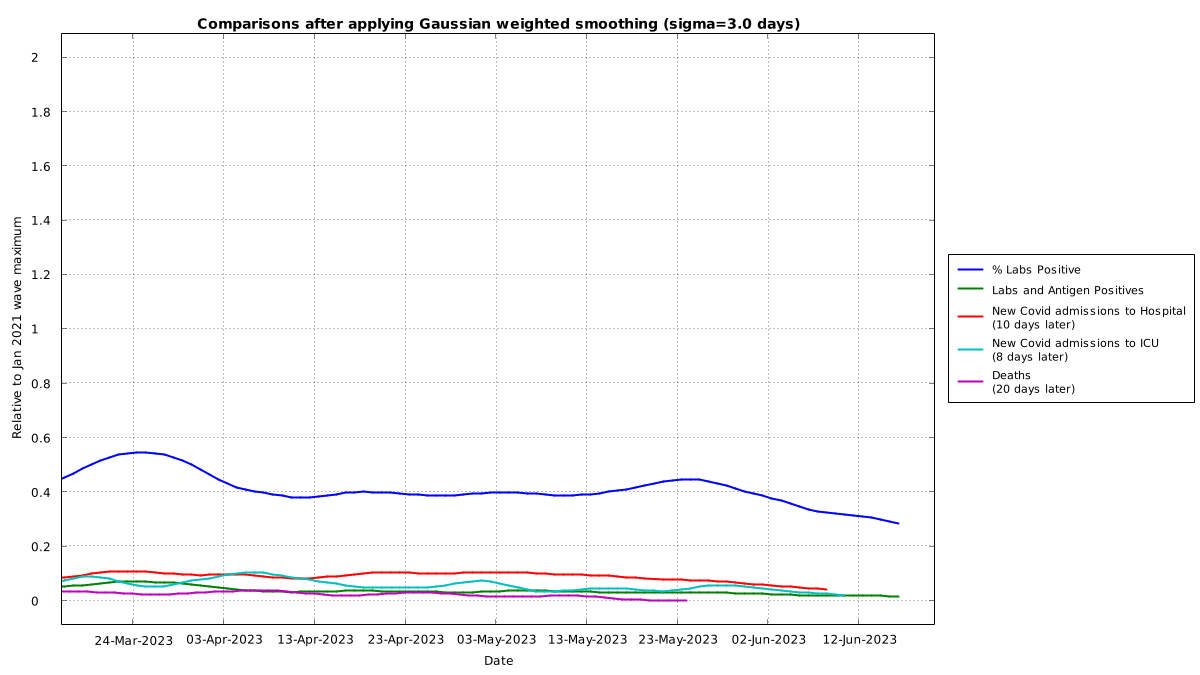 Comparisons after applying Gaussian weighted smoothing (sigma=3.0 days)
Relative to Jan 2021 wave maximum
2
1.8
1.6
1.4
1.2
1
0.8
0.6
0.4
0.2
0
24-Mar-2023
03-Apr-2023
13-Apr-2023
23-Apr-2023
03-May-2023
13-May-2023
23-May-2023
02-Jun-2023
12-Jun-2023
Date
% Labs Positive
Labs and Antigen Positives
New Covid admissions to Hospital
(10 days later)
New Covid admissions to ICU
(8 days later)
Deaths
(20 days later)